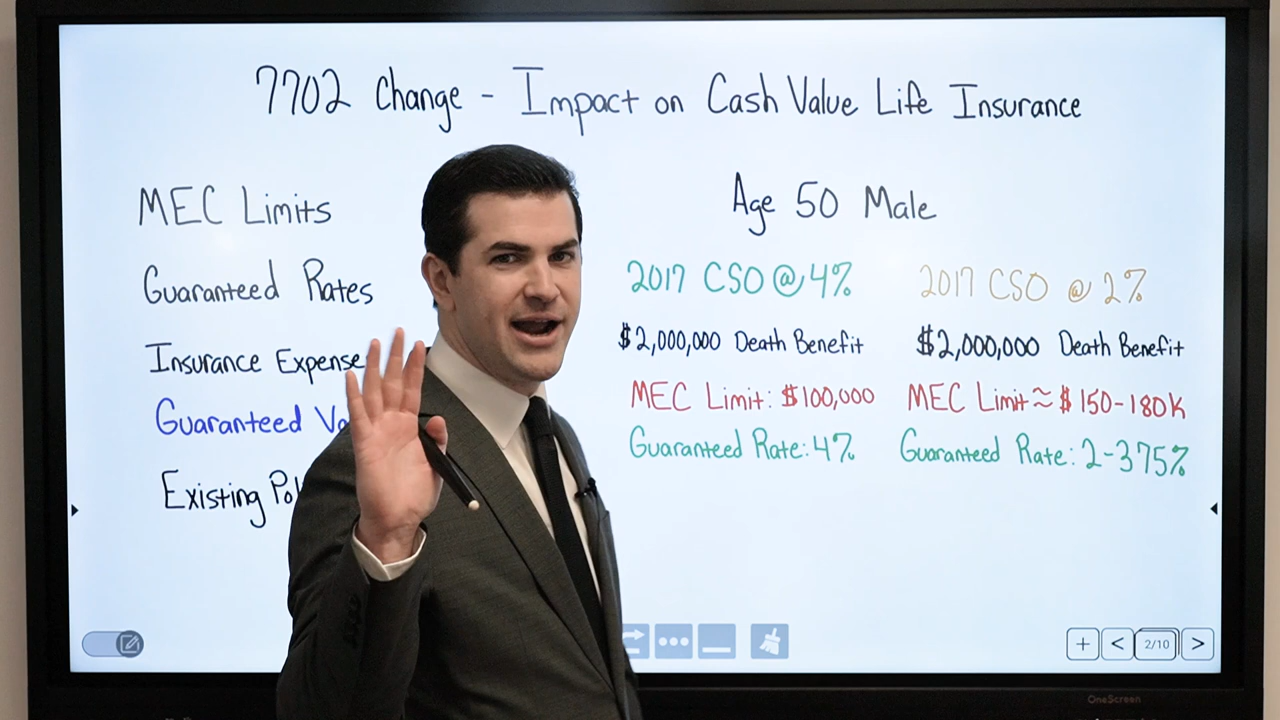 7702 Change - Impact on Cash Value Life Insurance
MEC Limits
Guaranteed Rates
Insurance Expense
Guaranteed
Existing
Age 50 Male
2017 CSO @ 4%
$2,000,000 Death Benefit
MEC Limit: $100,000
Guaranteed Rate: 4%
2017 CSO @ 2%
$2,000,000 Death Benefit
MEC Limit ≈ $150-180K
Guaranteed Rate: 2-375%
2/10
OneScreen